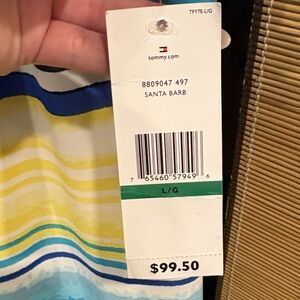 TFY7E-L/G
tommy.com
8809047 497
SANTA BARB
7 65460 57949 6
L/G
$99.50